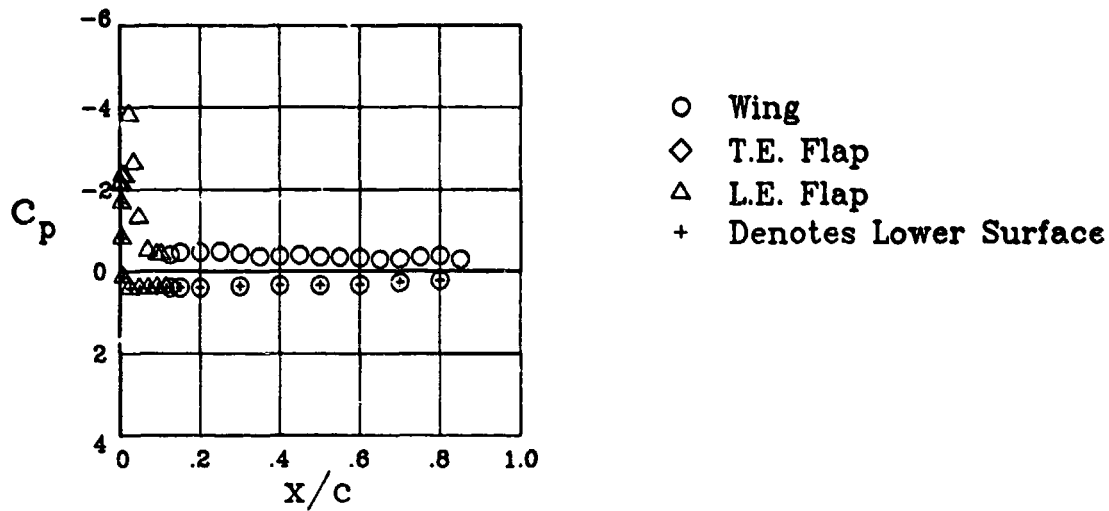 -6
-4
-2
0
2
4
Cp
0 .2 .4 .6 .8 1.0
x/c
Wing
T.E. Flap
L.E. Flap
+ Denotes Lower Surface